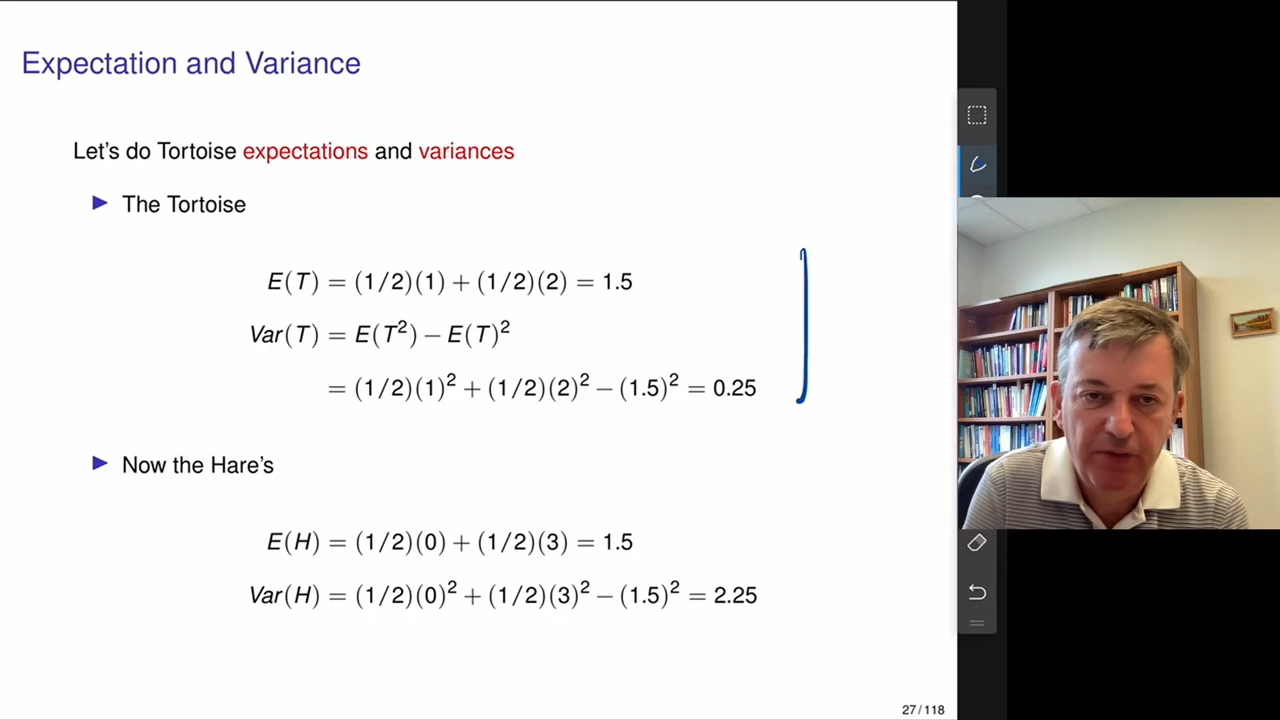 Expectation and Variance
Let's do Tortoise expectations and variances
▶ The Tortoise
E(T) = (1/2)(1) + (1/2)(2) = 1.5
Var(T) = E(T²) − E(T)²
= (1/2)(1)² + (1/2)(2)² − (1.5)² = 0.25
▶ Now the Hare's
E(H) = (1/2)(0) + (1/2)(3) = 1.5
Var(H) = (1/2)(0)² + (1/2)(3)² − (1.5)² = 2.25
27 / 118